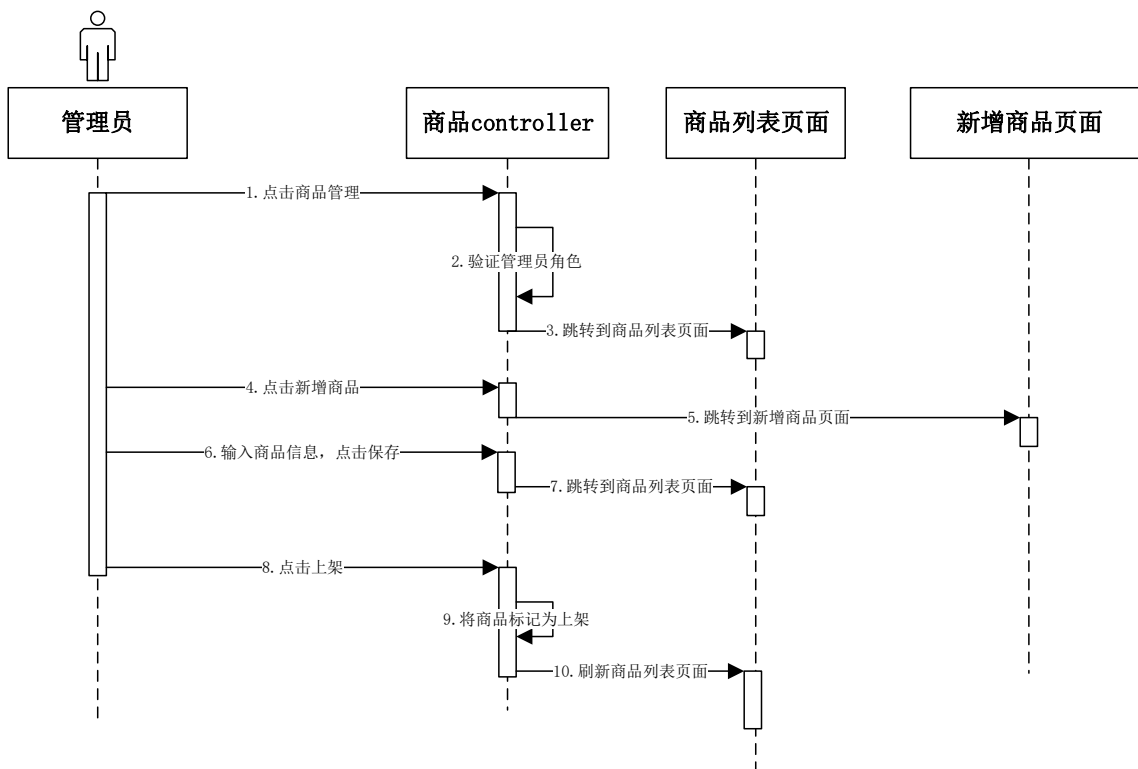 管理员
商品controller
商品列表页面
新增商品页面
1.点击商品管理
2.验证管理员角色
3.跳转到商品列表页面
4.点击新增商品
5.跳转到新增商品页面
6.输入商品信息，点击保存
7.跳转到商品列表页面
8.点击上架
9.将商品标记为上架
10.刷新商品列表页面